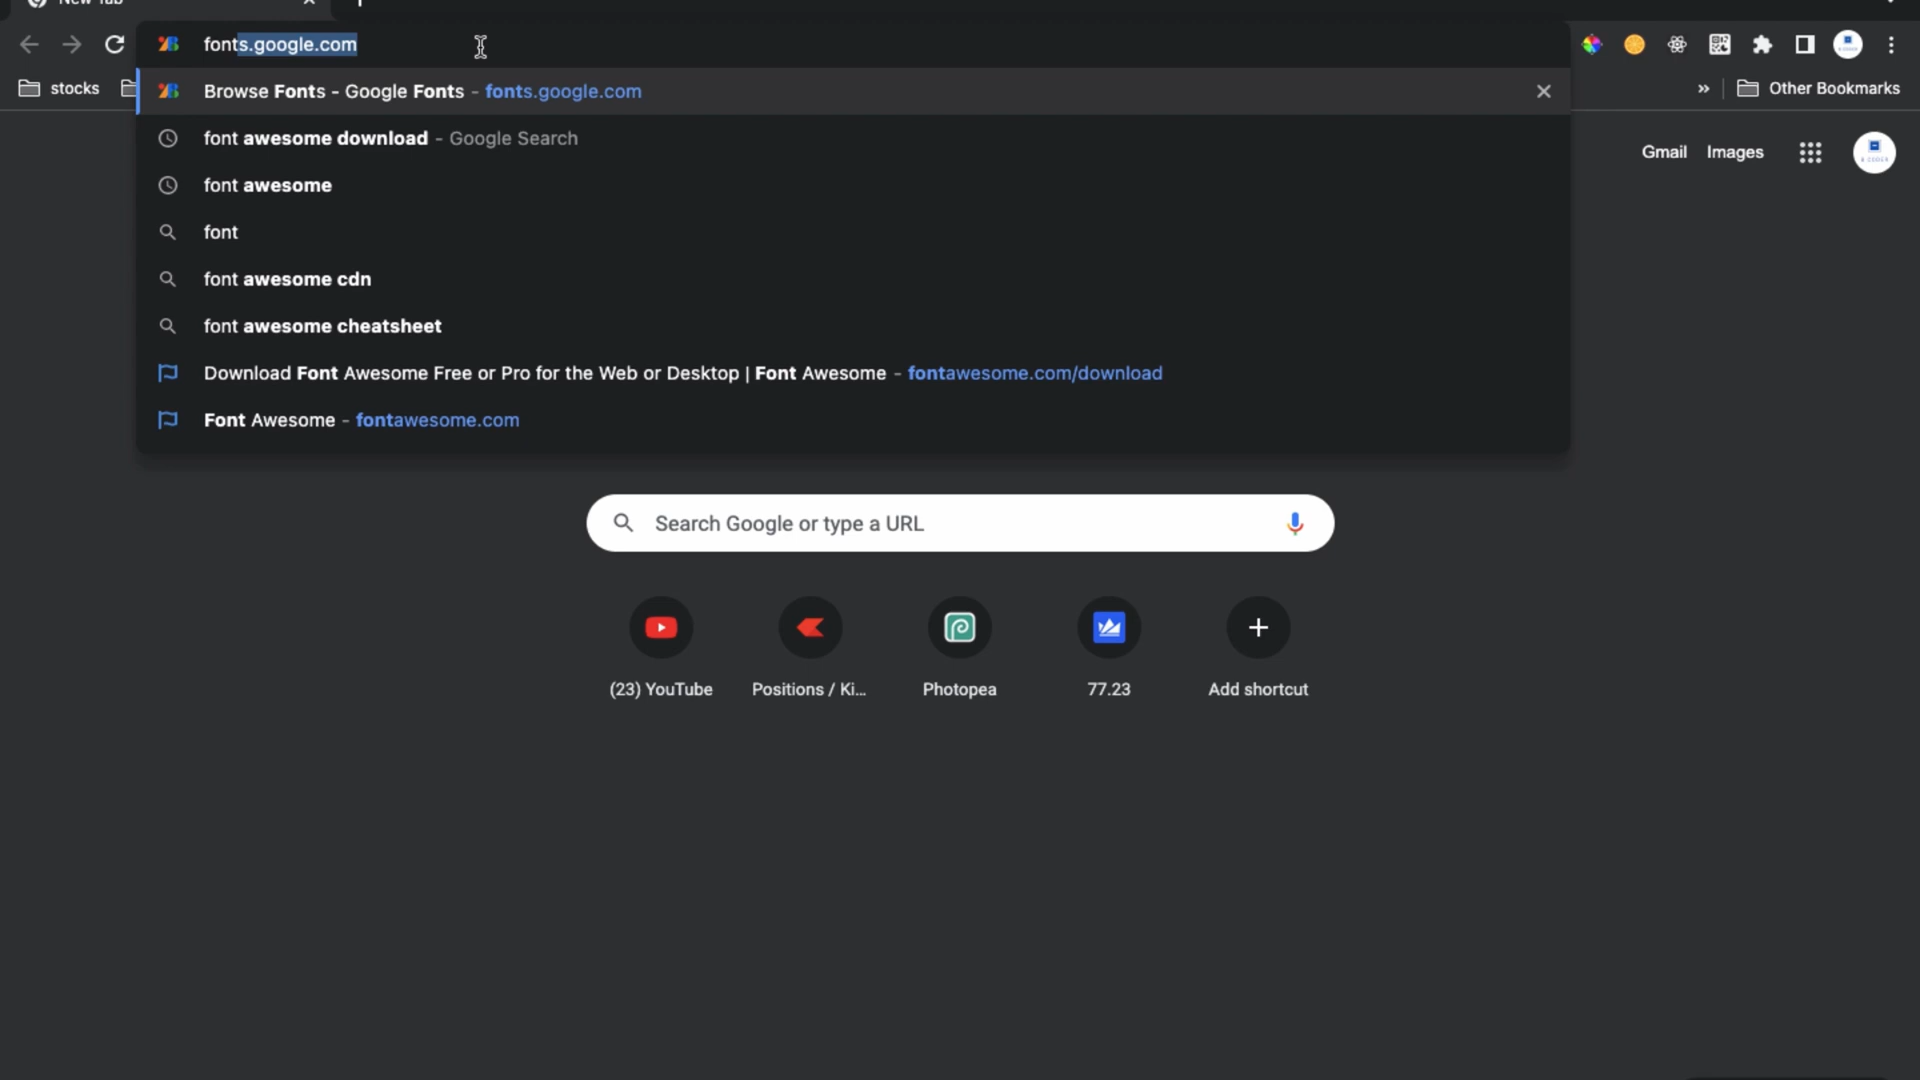 New Tab
fonts.google.com
Browse Fonts - Google Fonts - fonts.google.com
stocks
Other Bookmarks
font awesome download - Google Search
Gmail Images
font awesome
font
font awesome cdn
font awesome cheatsheet
Download Font Awesome Free or Pro for the Web or Desktop | Font Awesome - fontawesome.com/download
Font Awesome - fontawesome.com
Search Google or type a URL
(23) YouTube
Positions / Ki...
Photopea
77.23
Add shortcut